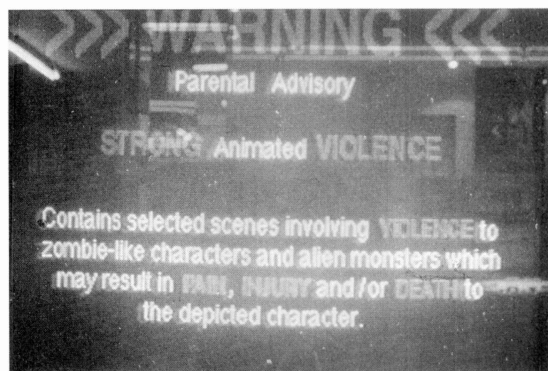 >>> WARNING <<<
Parental Advisory
STRONG Animated VIOLENCE
Contains selected scenes involving VIOLENCE to
zombie-like characters and alien monsters which
may result in PAIN, INJURY and/or DEATH to
the depicted character.